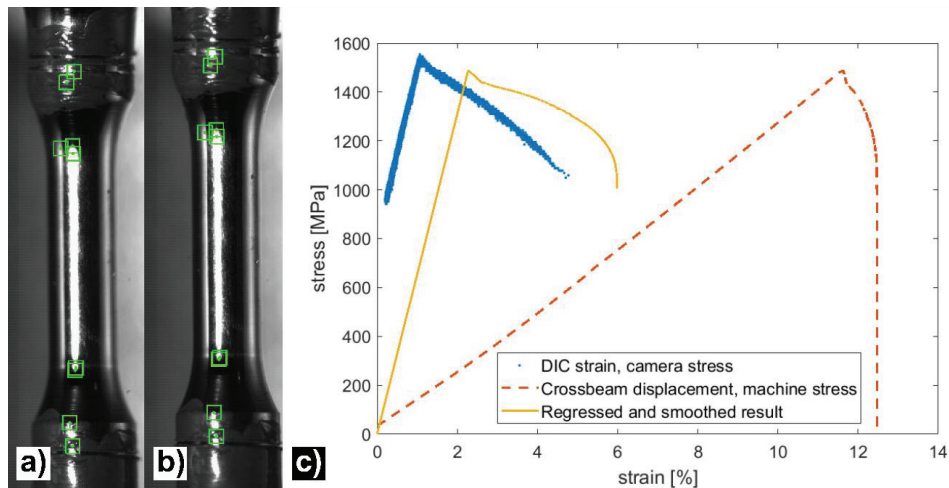 a)
b)
c)
1600
1400
1200
1000
800
600
400
200
0
0 2 4 6 8 10 12 14
stress [MPa]
strain [%]
DIC strain, camera stress
Crossbeam displacement, machine stress
Regressed and smoothed result